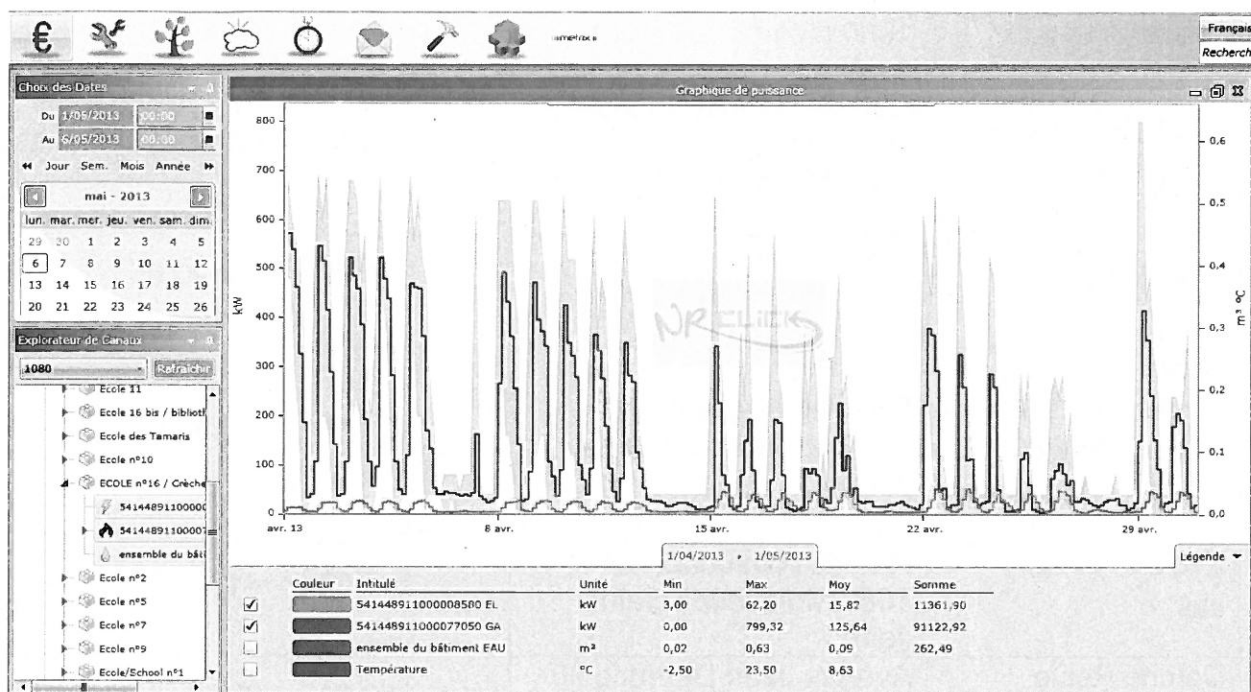 Français
Recherch
Choix des Dates
Du 1/05/2013 00:00
Au 6/05/2013 00:00
Jour Sem. Mois Année
mai - 2013
lun. mar. mer. jeu. ven. sam. dim.
29 30 1 2 3 4 5
6 7 8 9 10 11 12
13 14 15 16 17 18 19
20 21 22 23 24 25 26
Explorateur de Canaux
1080 Rafraîchir
Ecole 11
Ecole 16 bis / bibliot
Ecole des Tamaris
Ecole n°10
ECOLE n°16 / Crèche
54144891100000
54144891100007
ensemble du bâti
Ecole n°2
Ecole n°5
Ecole n°7
Ecole n°9
Ecole/School n°1
Graphique de puissance
800
700
600
500
400
300
200
100
0
kW
0,6
0,5
0,4
0,3
0,2
0,1
0,0
m³ °C
NR CLICK
avr. 13 8 avr. 15 avr. 22 avr. 29 avr.
1/04/2013 1/05/2013
Légende
Couleur Intitulé Unité Min Max Moy Somme
541448911000008580 EL kW 3,00 62,20 15,82 11361,90
541448911000077050 GA kW 0,00 799,32 125,64 91122,92
ensemble du bâtiment EAU m³ 0,02 0,63 0,09 262,49
Température °C -2,50 23,50 8,63